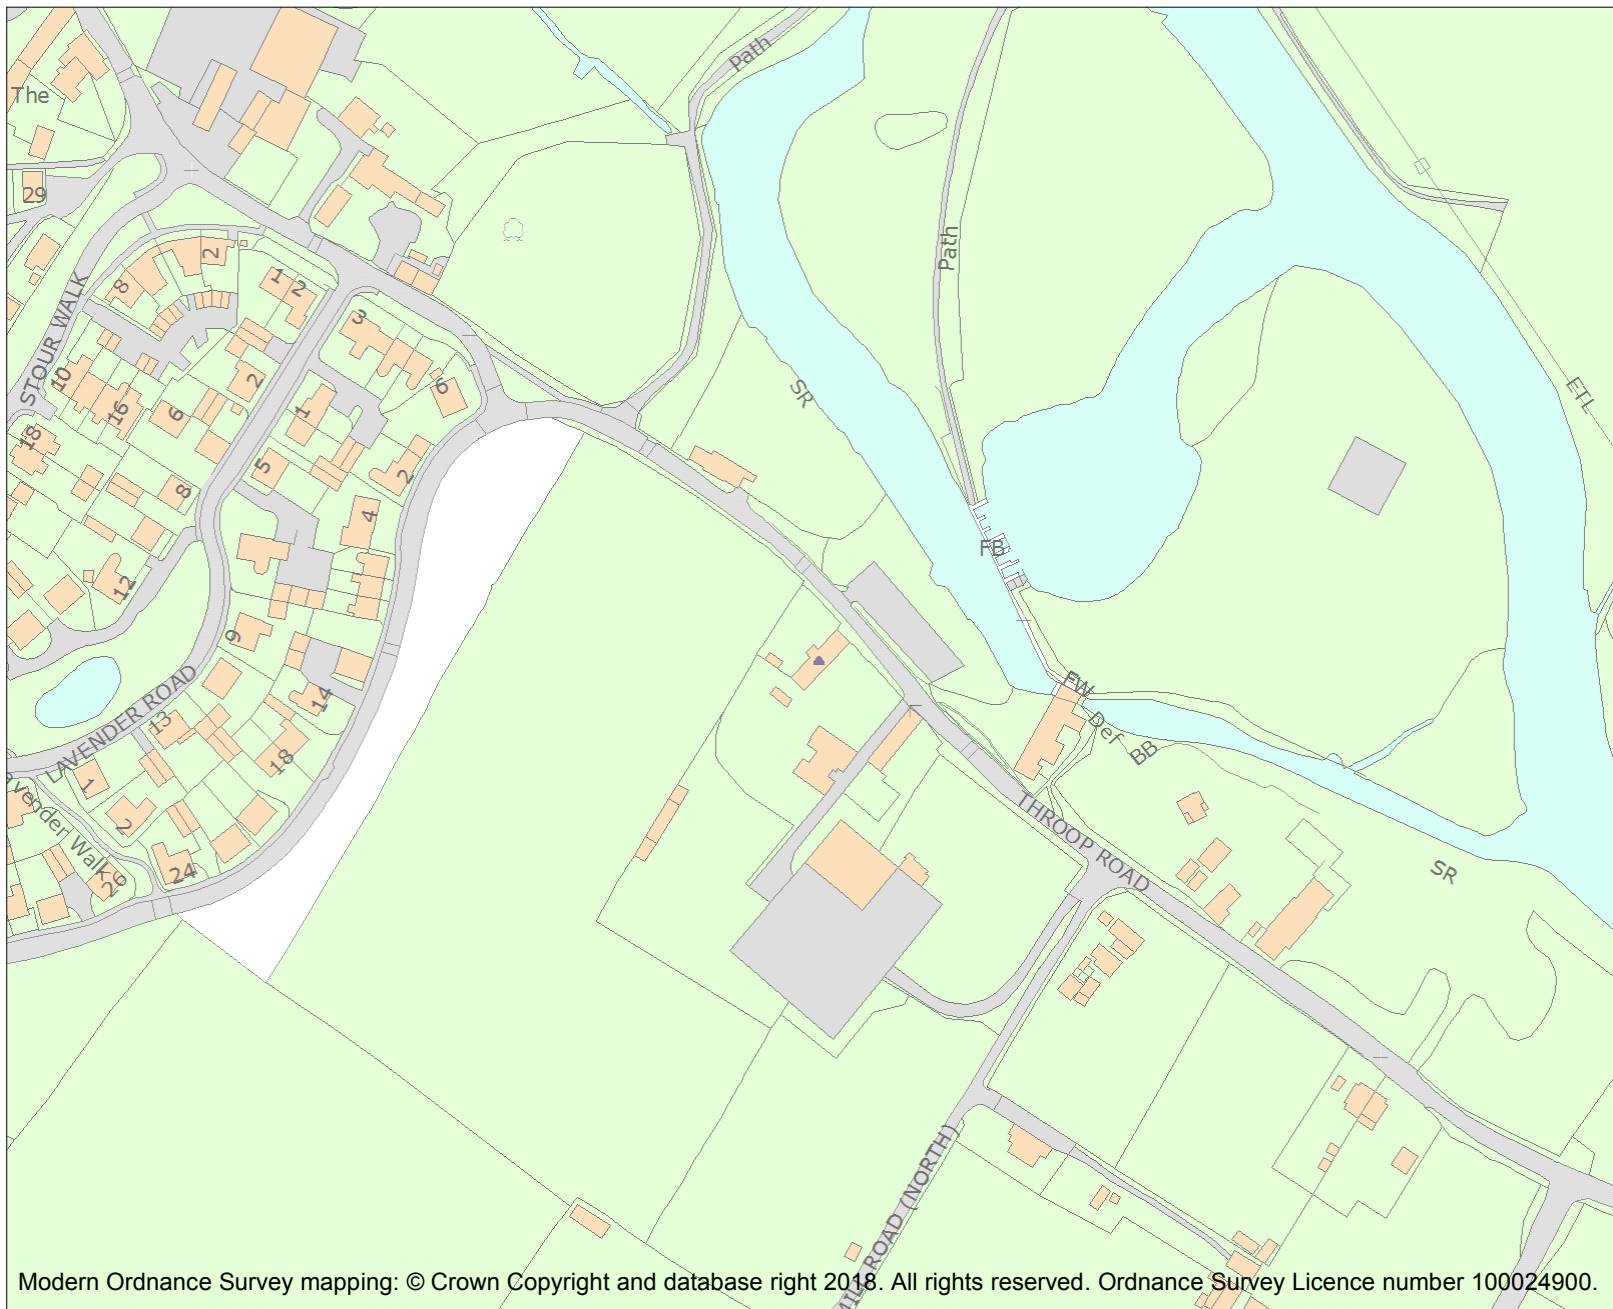 Path
The
29
Path
2
8
1
2
STOUR WALK
3
10
2
6
16
6
1
SR
ETL
18
5
2
8
4
FB
12
9
FW
14
LAVENDER ROAD
13
Def
BB
18
1
THROOP ROAD
2
Walk
24
26
SR
ROAD (NORTH)
Modern Ordnance Survey mapping: © Crown Copyright and database right 2018. All rights reserved. Ordnance Survey Licence number 100024900.